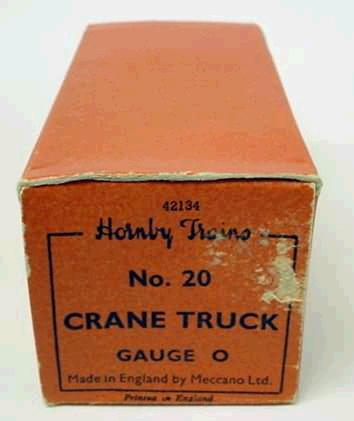 42134
Hornby Trains
No. 20
CRANE TRUCK
GAUGE O
Made in England by Meccano Ltd.
Printed in England